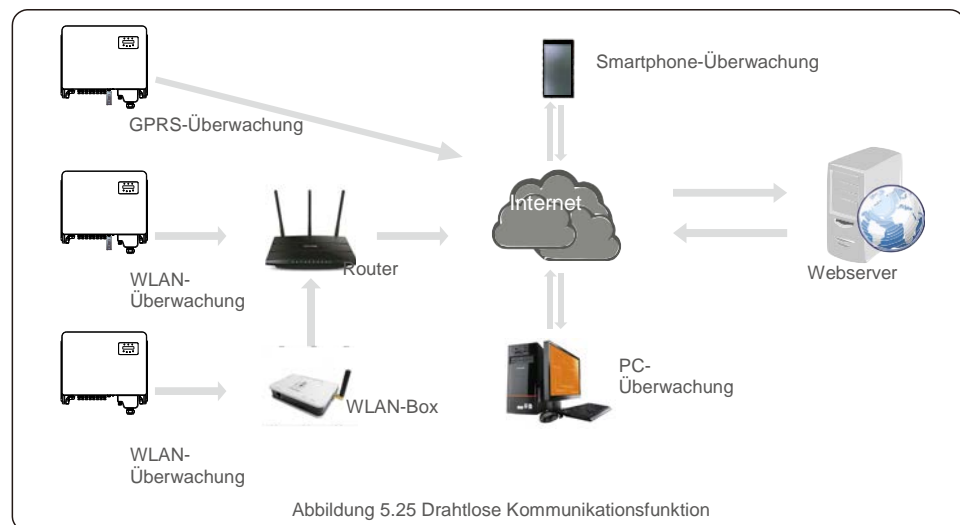 Smartphone-Überwachung
GPRS-Überwachung
Internet
Router
Webserver
WLAN-
Überwachung
PC-
Überwachung
WLAN-Box
WLAN-
Überwachung
Abbildung 5.25 Drahtlose Kommunikationsfunktion